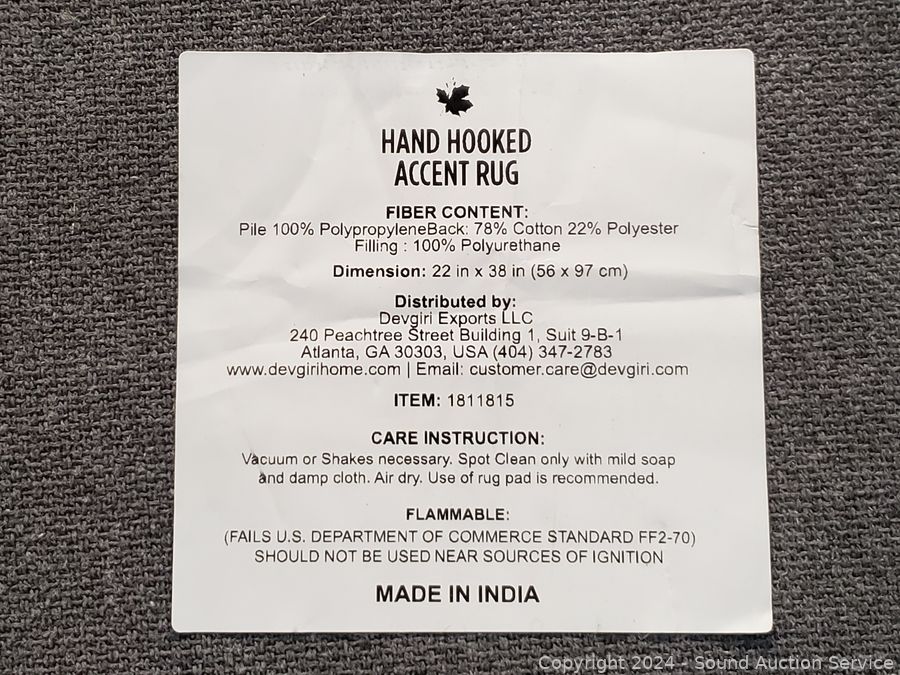 HAND HOOKED
ACCENT RUG
FIBER CONTENT:
Pile 100% PolypropyleneBack: 78% Cotton 22% Polyester
Filling : 100% Polyurethane
Dimension: 22 in x 38 in (56 x 97 cm)
Distributed by:
Devgiri Exports LLC
240 Peachtree Street Building 1, Suit 9-B-1
Atlanta, GA 30303, USA (404) 347-2783
www.devgirihome.com | Email: customer.care@devgiri.com
ITEM: 1811815
CARE INSTRUCTION:
Vacuum or Shakes necessary. Spot Clean only with mild soap
and damp cloth. Air dry. Use of rug pad is recommended.
FLAMMABLE:
(FAILS U.S. DEPARTMENT OF COMMERCE STANDARD FF2-70)
SHOULD NOT BE USED NEAR SOURCES OF IGNITION
MADE IN INDIA
Copyright 2024 - Sound Auction Service